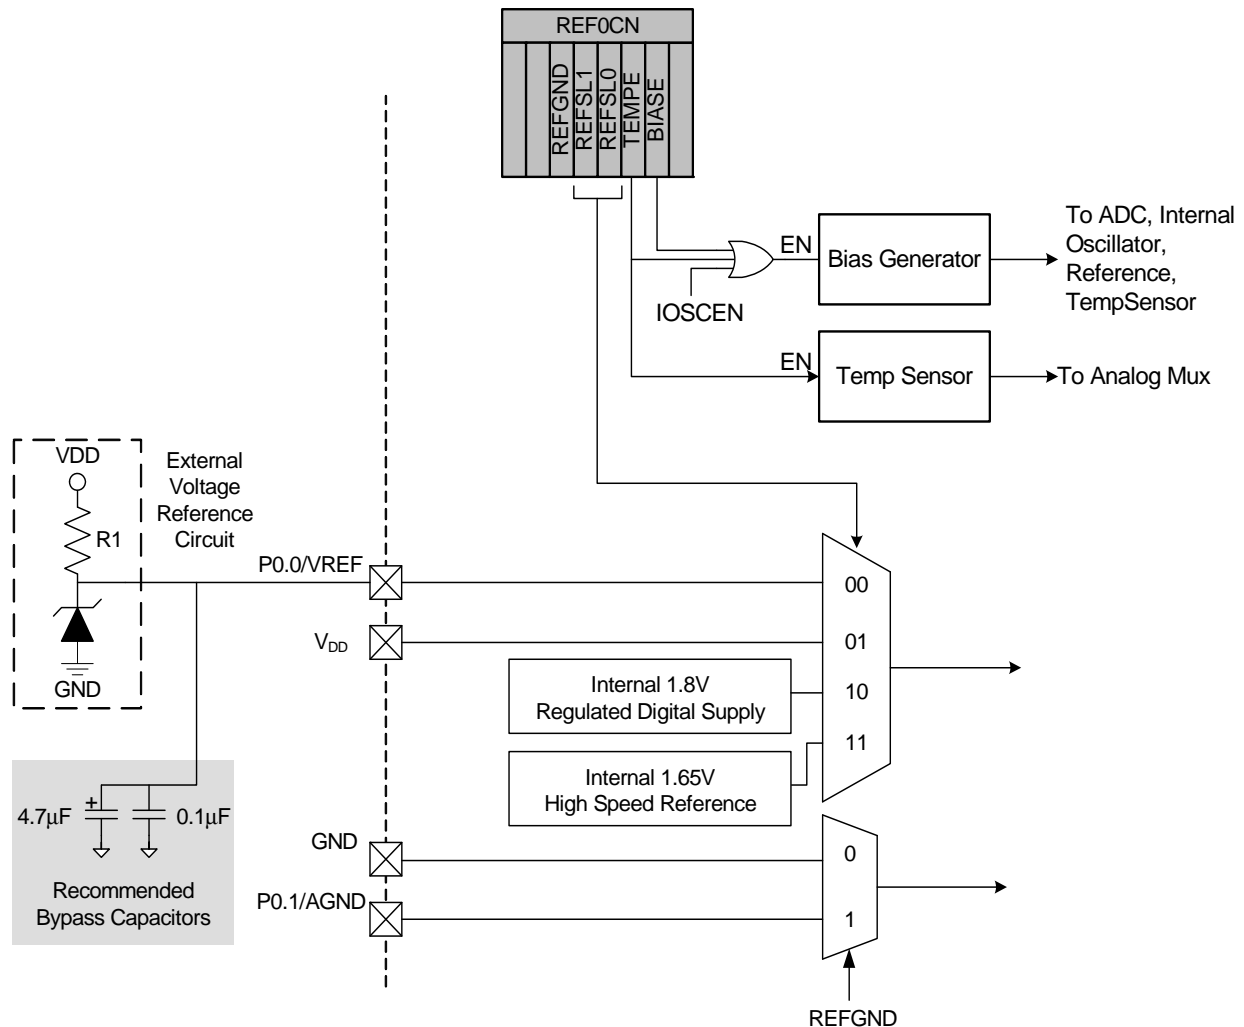 REF0CN
REFGND
REFSL1
REFSL0
TEMPE
BIASE
EN
Bias Generator
To ADC, Internal
Oscillator,
Reference,
TempSensor
IOSCEN
EN
Temp Sensor
To Analog Mux
VDD
R1
GND
External
Voltage
Reference
Circuit
P0.0/VREF
00
VDD
01
Internal 1.8V
Regulated Digital Supply
10
11
Internal 1.65V
High Speed Reference
4.7µF
+
0.1µF
Recommended
Bypass Capacitors
GND
0
P0.1/AGND
1
REFGND